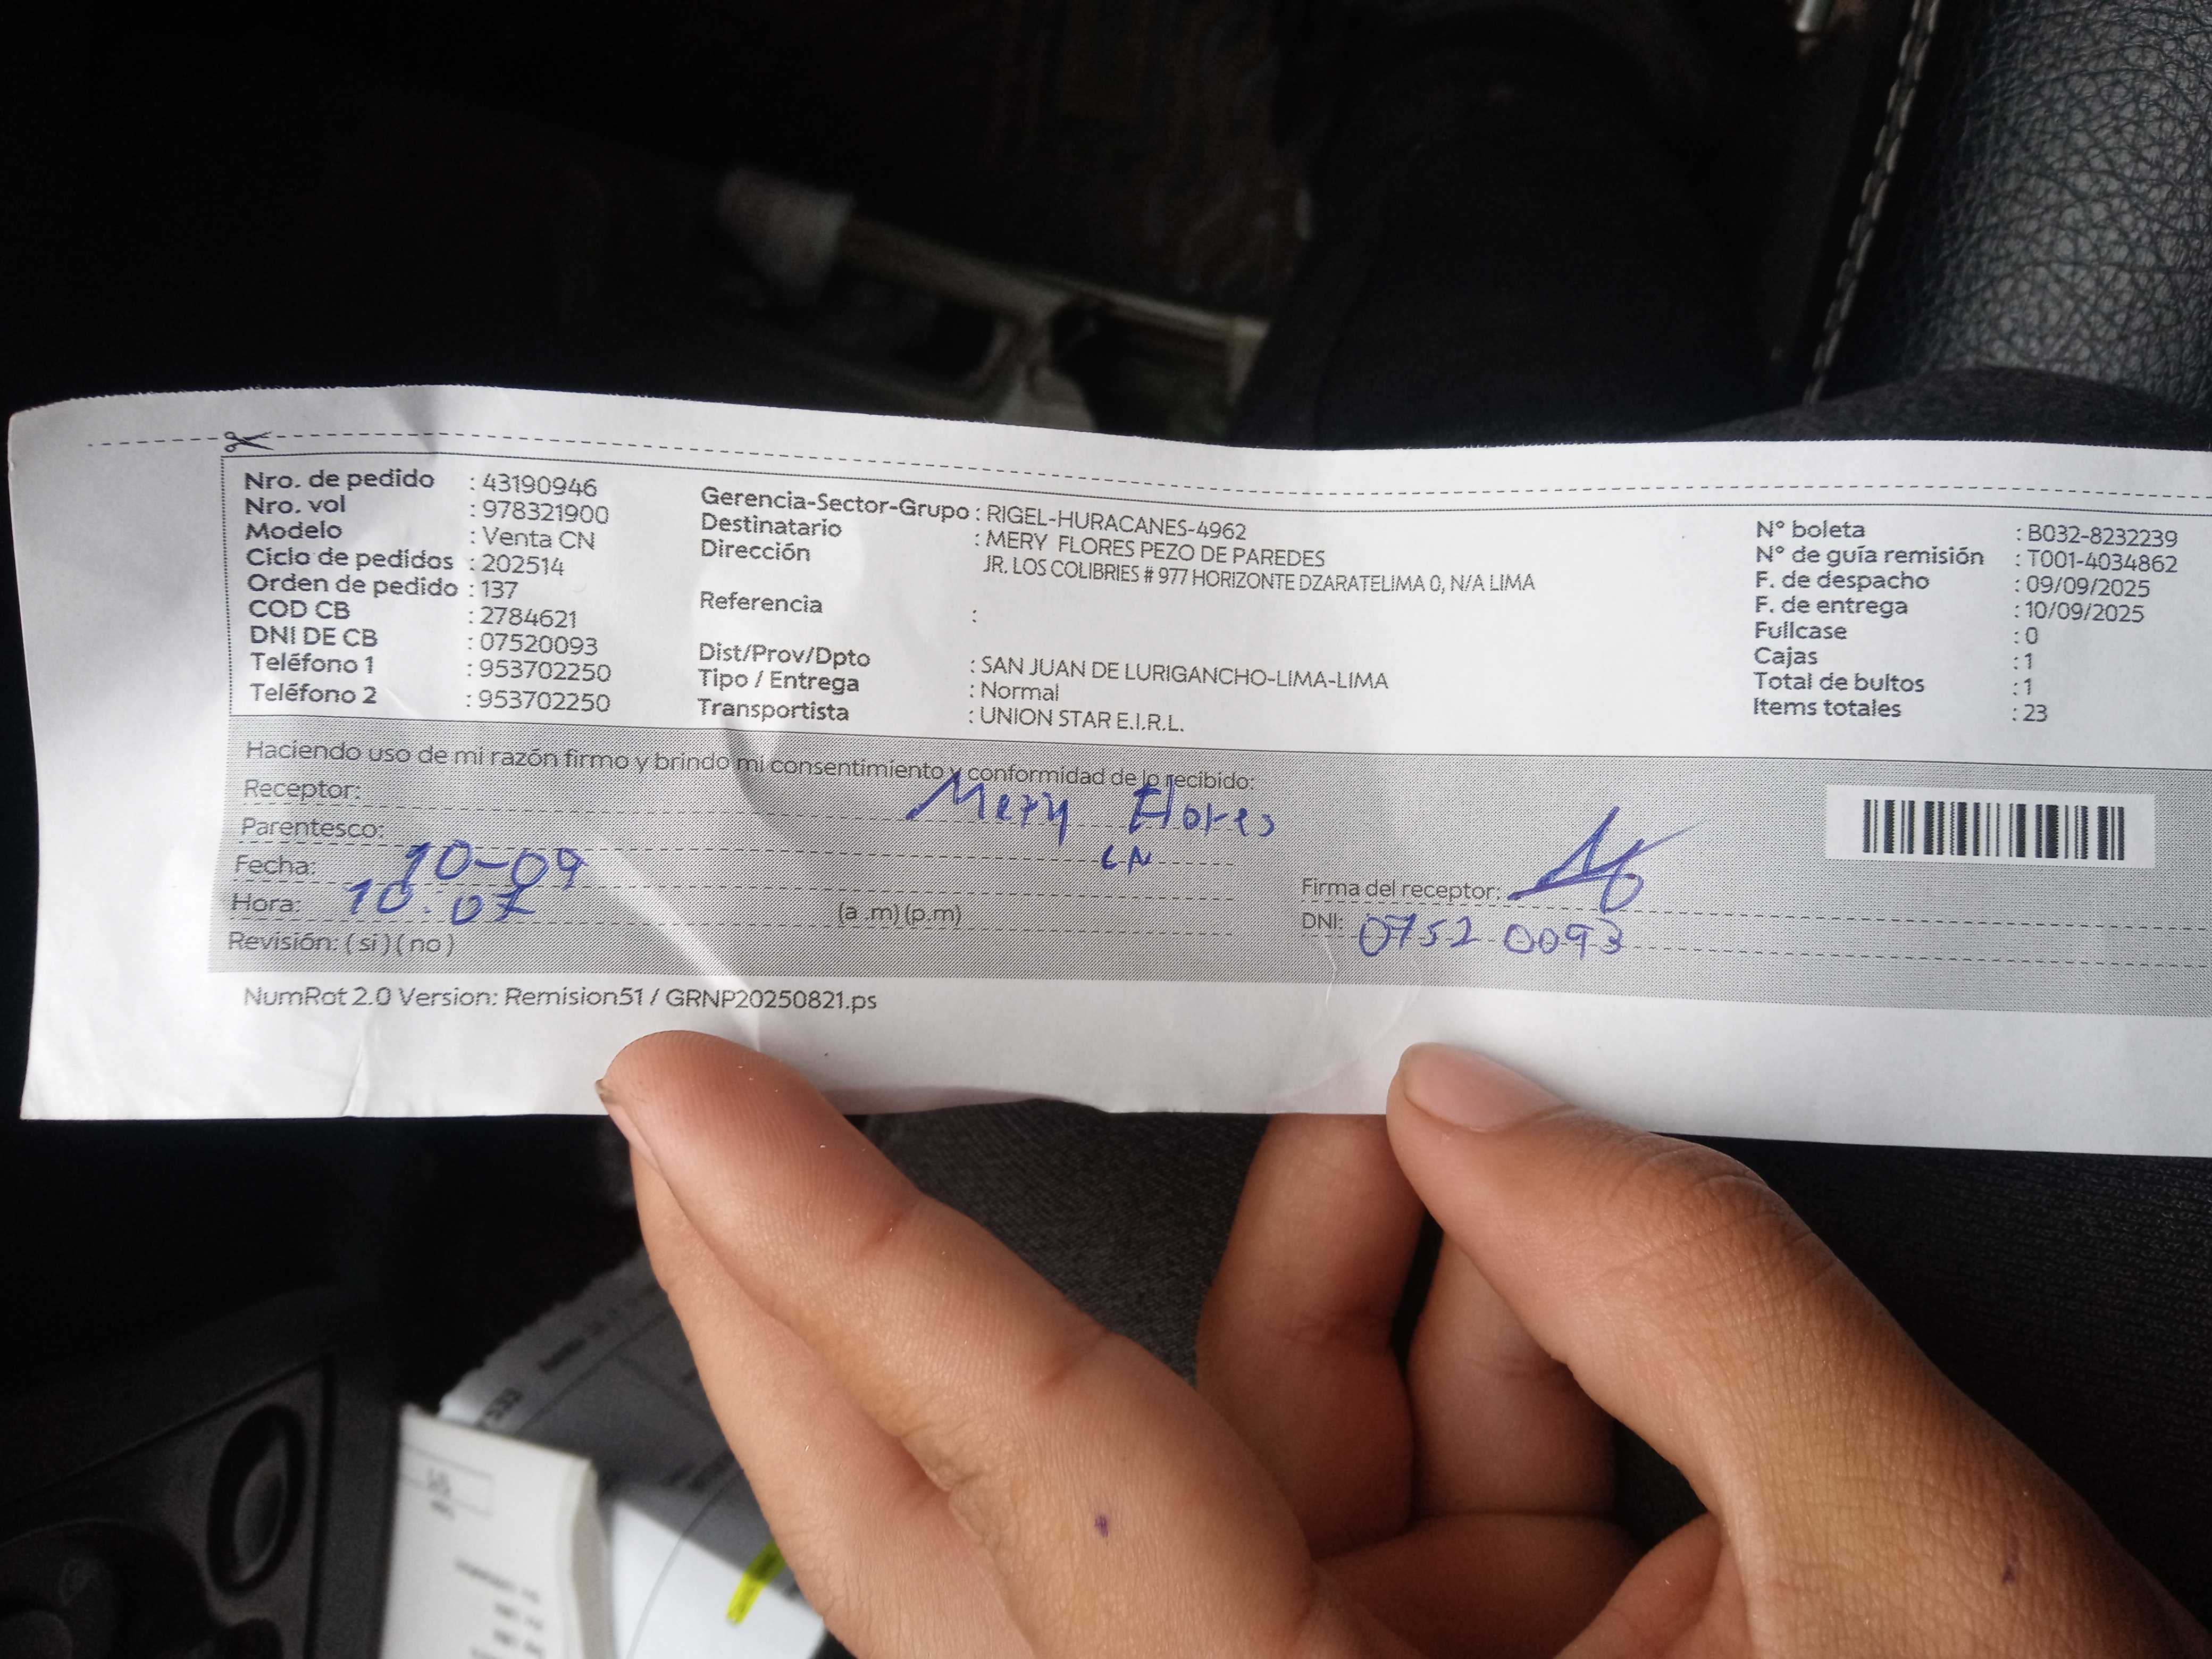 Nro. de pedido : 43190946
Nro. vol : 978321900
Modelo : Venta CN
Ciclo de pedidos : 202514
Orden de pedido : 137
COD CB : 2784621
DNI DE CB : 07520093
Teléfono 1 : 953702250
Teléfono 2 : 953702250
Gerencia-Sector-Grupo : RIGEL-HURACANES-4962
Destinatario : MERY FLORES PEZO DE PAREDES
Dirección JR. LOS COLIBRIES # 977 HORIZONTE DZARATELIMA 0, N/A LIMA
Referencia :
Dist/Prov/Dpto : SAN JUAN DE LURIGANCHO-LIMA-LIMA
Tipo / Entrega : Normal
Transportista : UNION STAR E.I.R.L.
N° boleta : B032-8232239
N° de guía remisión : T001-4034862
F. de despacho : 09/09/2025
F. de entrega : 10/09/2025
Fullcase : 0
Cajas : 1
Total de bultos : 1
Items totales : 23
Haciendo uso de mi razón firmo y brindo mi consentimiento y conformidad de lo recibido:
Receptor: Mery Flores
Parentesco: CN
Fecha: 10-09
Hora: 10:07 (a .m) (p.m)
Revisión: ( si ) ( no )
Firma del receptor:
DNI: 0752 0093
NumRot 2.0 Version: Remision51 / GRNP20250821.ps